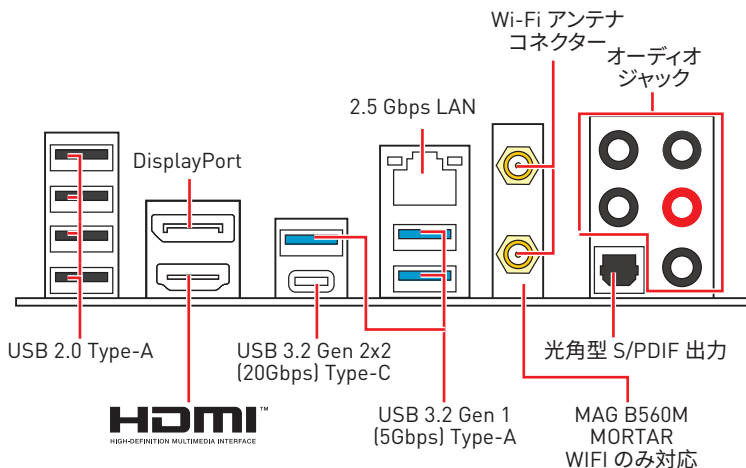 Wi-Fi アンテナ
コネクター
オーディオ
ジャック
2.5 Gbps LAN
DisplayPort
USB 2.0 Type-A
USB 3.2 Gen 2x2
(20Gbps) Type-C
光角型 S/PDIF 出力
HDMI™
HIGH-DEFINITION MULTIMEDIA INTERFACE
USB 3.2 Gen 1
(5Gbps) Type-A
MAG B560M
MORTAR
WIFI のみ対応